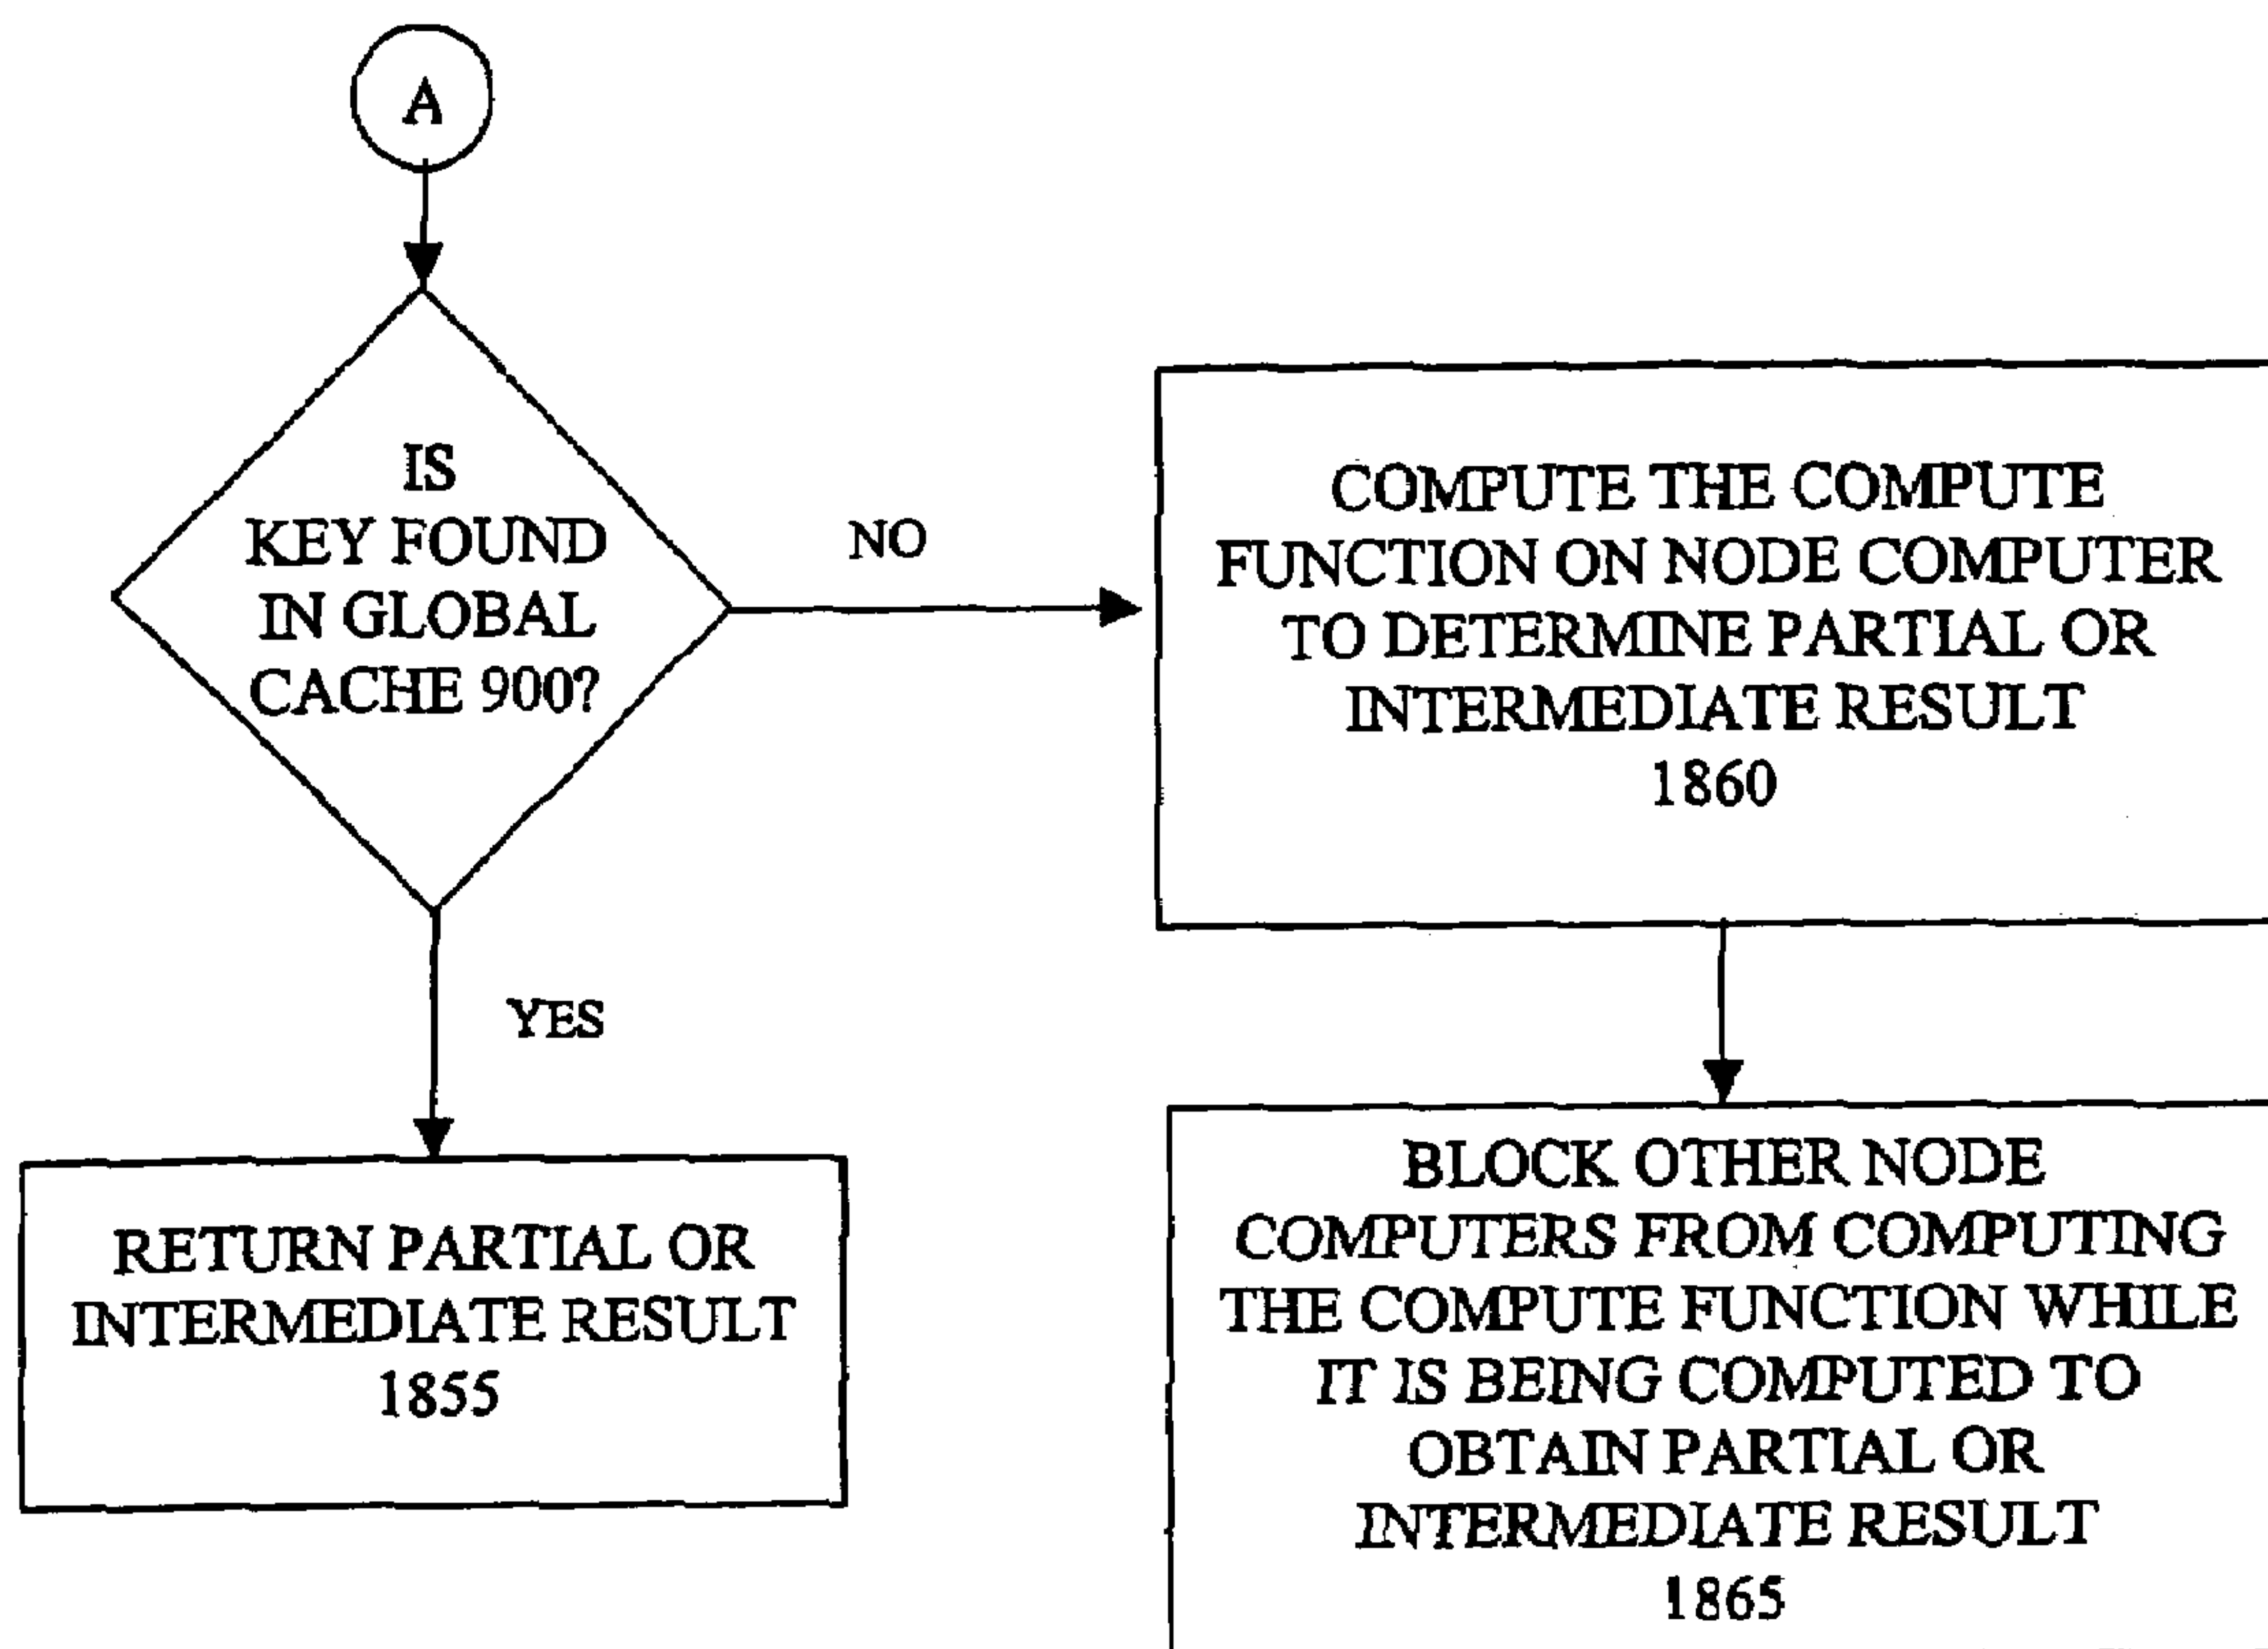 A
IS
KEY FOUND
IN GLOBAL
CACHE 900?
NO
YES
RETURN PARTIAL OR
INTERMEDIATE RESULT
1855
COMPUTE THE COMPUTE
FUNCTION ON NODE COMPUTER
TO DETERMINE PARTIAL OR
INTERMEDIATE RESULT
1860
BLOCK OTHER NODE
COMPUTERS FROM COMPUTING
THE COMPUTE FUNCTION WHILE
IT IS BEING COMPUTED TO
OBTAIN PARTIAL OR
INTERMEDIATE RESULT
1865